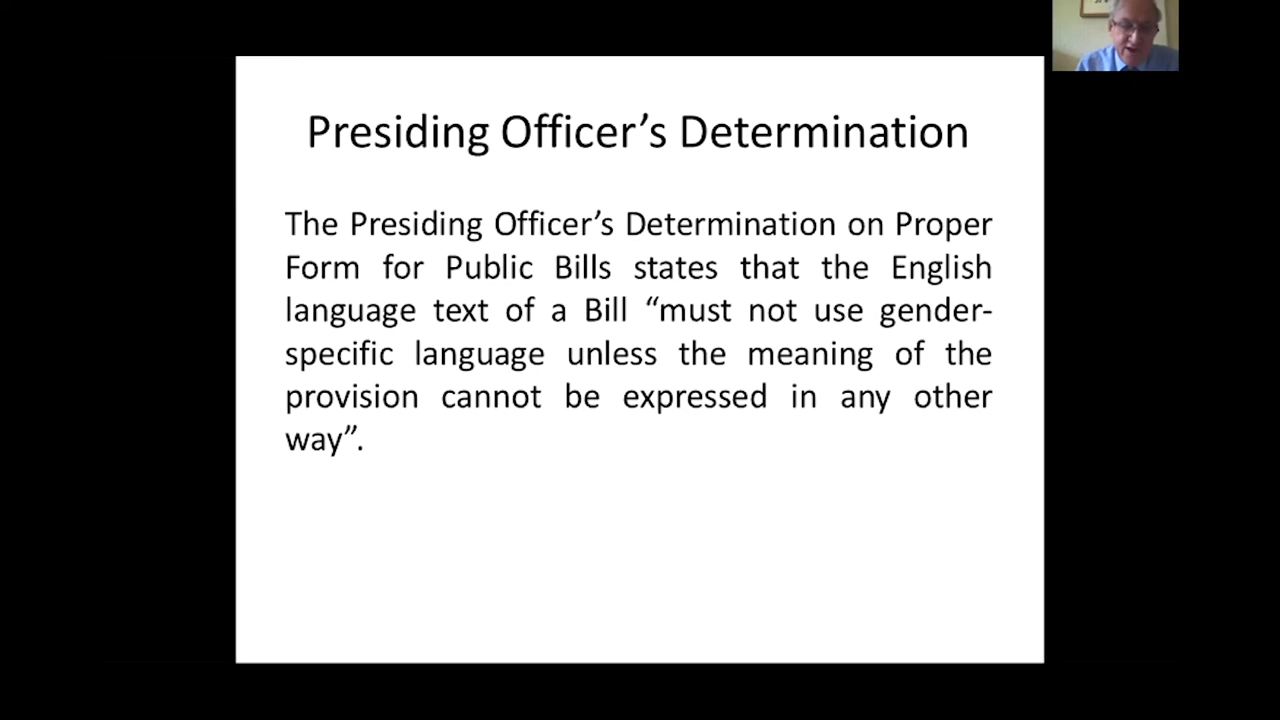 Presiding Officer’s Determination
The Presiding Officer’s Determination on Proper
Form for Public Bills states that the English
language text of a Bill “must not use gender-
specific language unless the meaning of the
provision cannot be expressed in any other
way”.